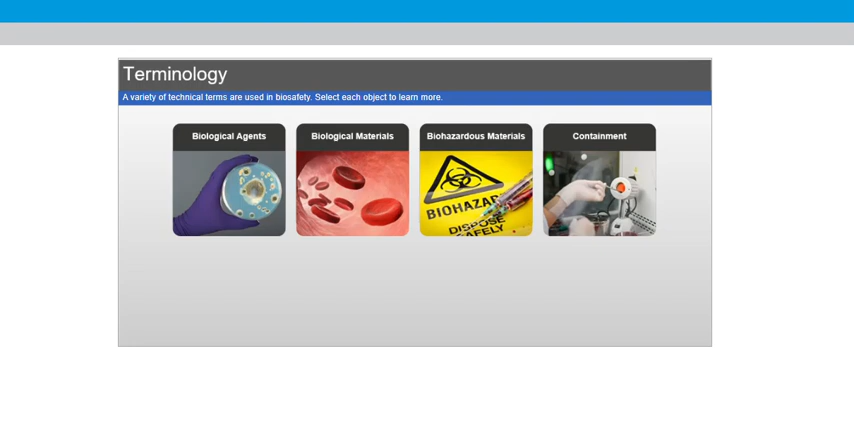 Terminology
A variety of technical terms are used in biosafety. Select each object to learn more.
Biological Agents
Biological Materials
Biohazardous Materials
Containment
BIOHAZAR
DISPOSE
SAFELY